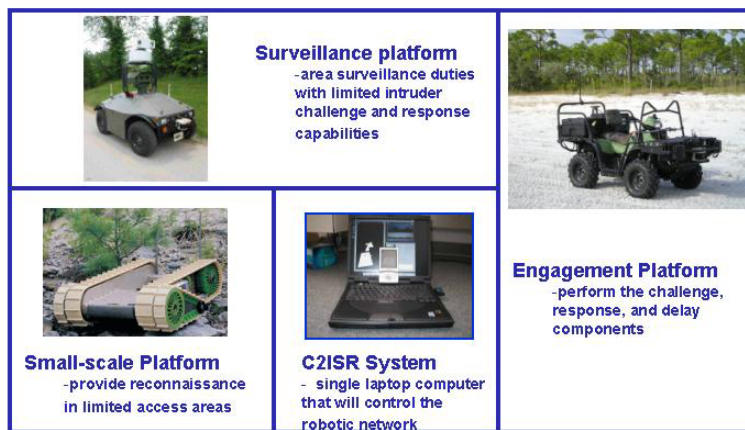 Surveillance platform
-area surveillance duties
with limited intruder
challenge and response
capabilities
Engagement Platform
-perform the challenge,
response, and delay
components
Small-scale Platform
-provide reconnaissance
in limited access areas
C2ISR System
- single laptop computer
that will control the
robotic network